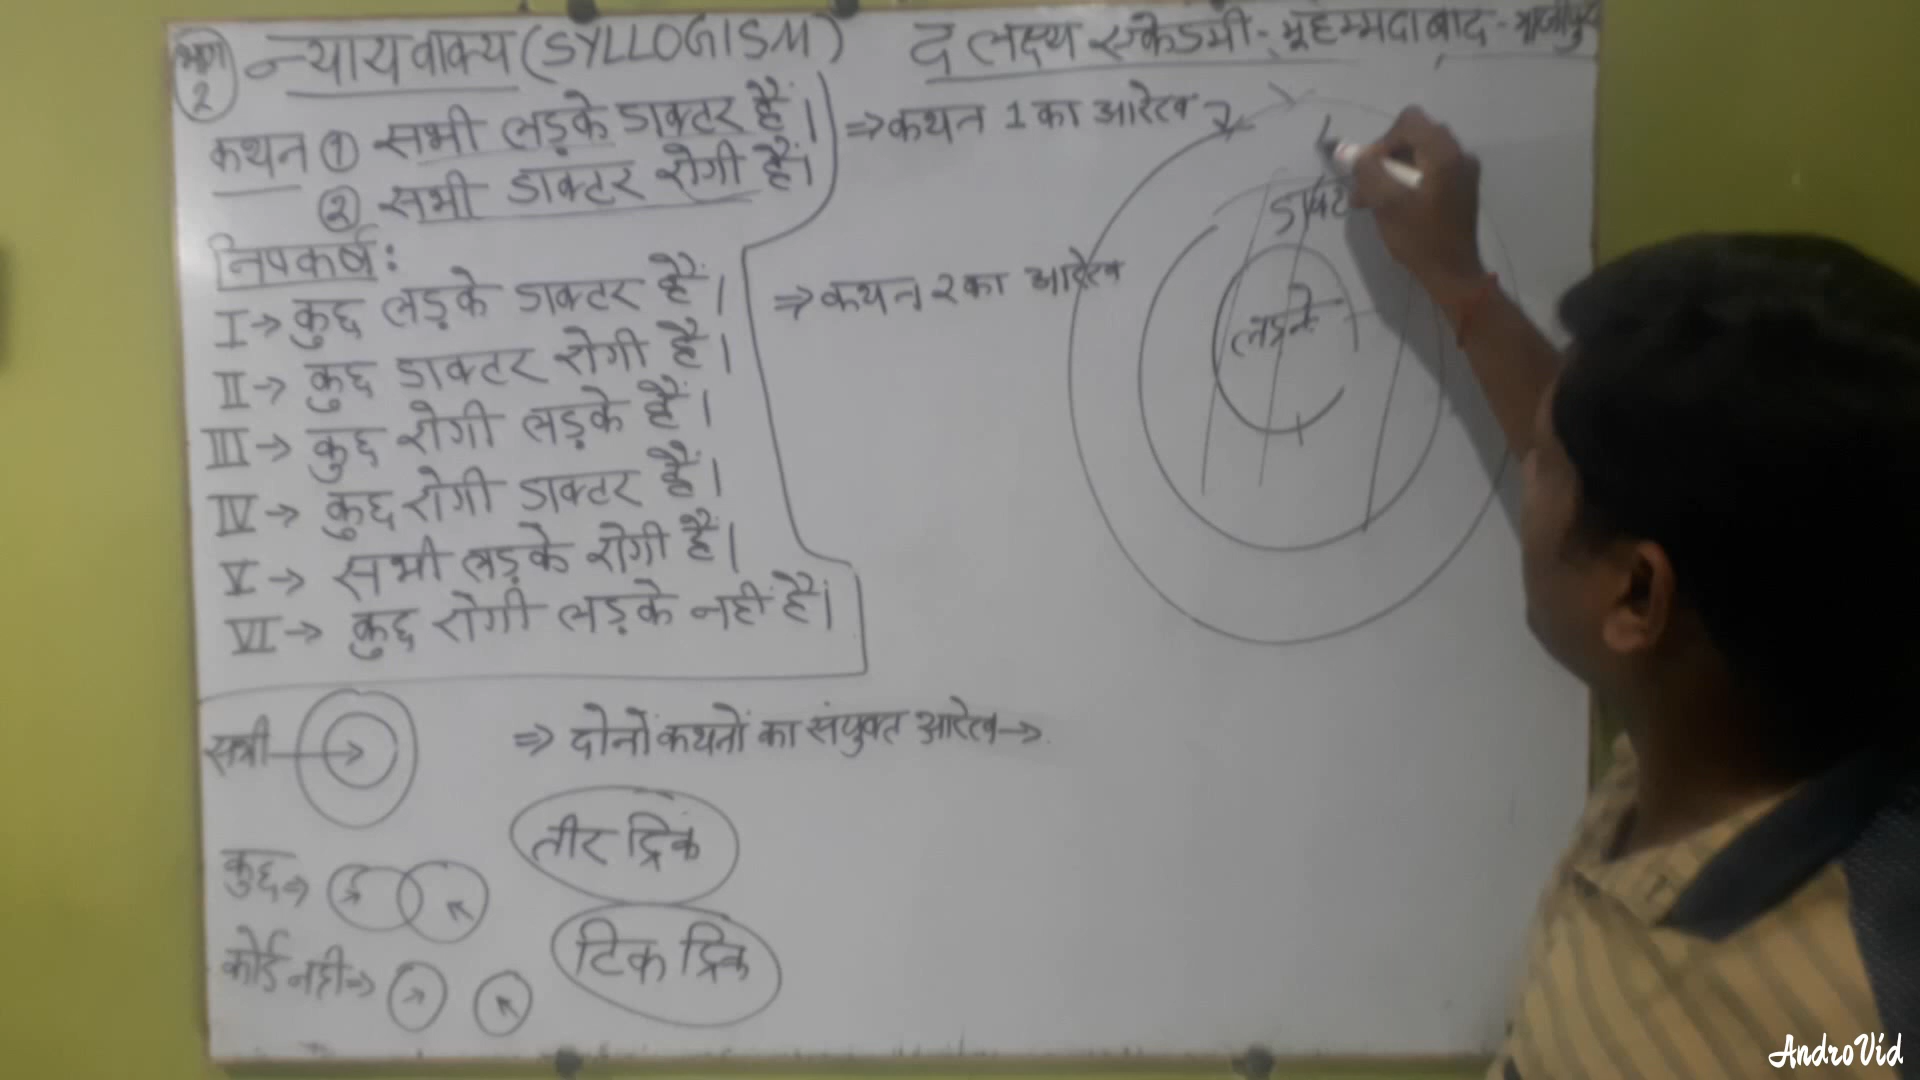 भाग 2
न्यायवाक्य (SYLLOGISM)
द लक्ष्य एकेडमी - मुहम्मदाबाद - गाजीपुर
कथन ① सभी लड़के डाक्टर हैं।
② सभी डाक्टर रोगी हैं।
निष्कर्ष:
I → कुछ लड़के डाक्टर हैं।
II → कुछ डाक्टर रोगी हैं।
III → कुछ रोगी लड़के हैं।
IV → कुछ रोगी डाक्टर हैं।
V → सभी लड़के रोगी हैं।
VI → कुछ रोगी लड़के नहीं हैं।
⇒ कथन 1 का आरेख
⇒ कथन २ का आरेख
लड़के
सभी
⇒ दोनों कथनों का संयुक्त आरेख →
तीर ट्रिक
कुछ ⇒
टिक ट्रिक
कोई नहीं ⇒
AndroVid